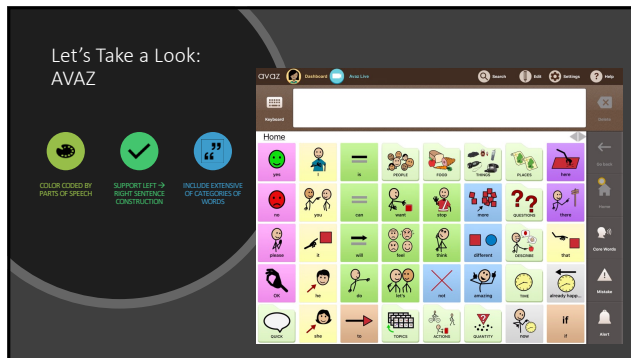 Let's Take a Look:
AVAZ
COLOR CODED BY
PARTS OF SPEECH
SUPPORT LEFT →
RIGHT SENTENCE
CONSTRUCTION
INCLUDE EXTENSIVE
OF CATEGORIES OF
WORDS
avaz Dashboard Avaz Live Search Edit Settings Help
Keyboard Delete
Home
yes I is PEOPLE FOOD THINGS PLACES here
Go back
no you can want stop more QUESTIONS there
Home
please it will feel think different DESCRIBE that
Core Words
OK he do let's not amazing TIME already happ...
Mistake
QUICK she to TOPICS ACTIONS QUANTITY now if if
Alert